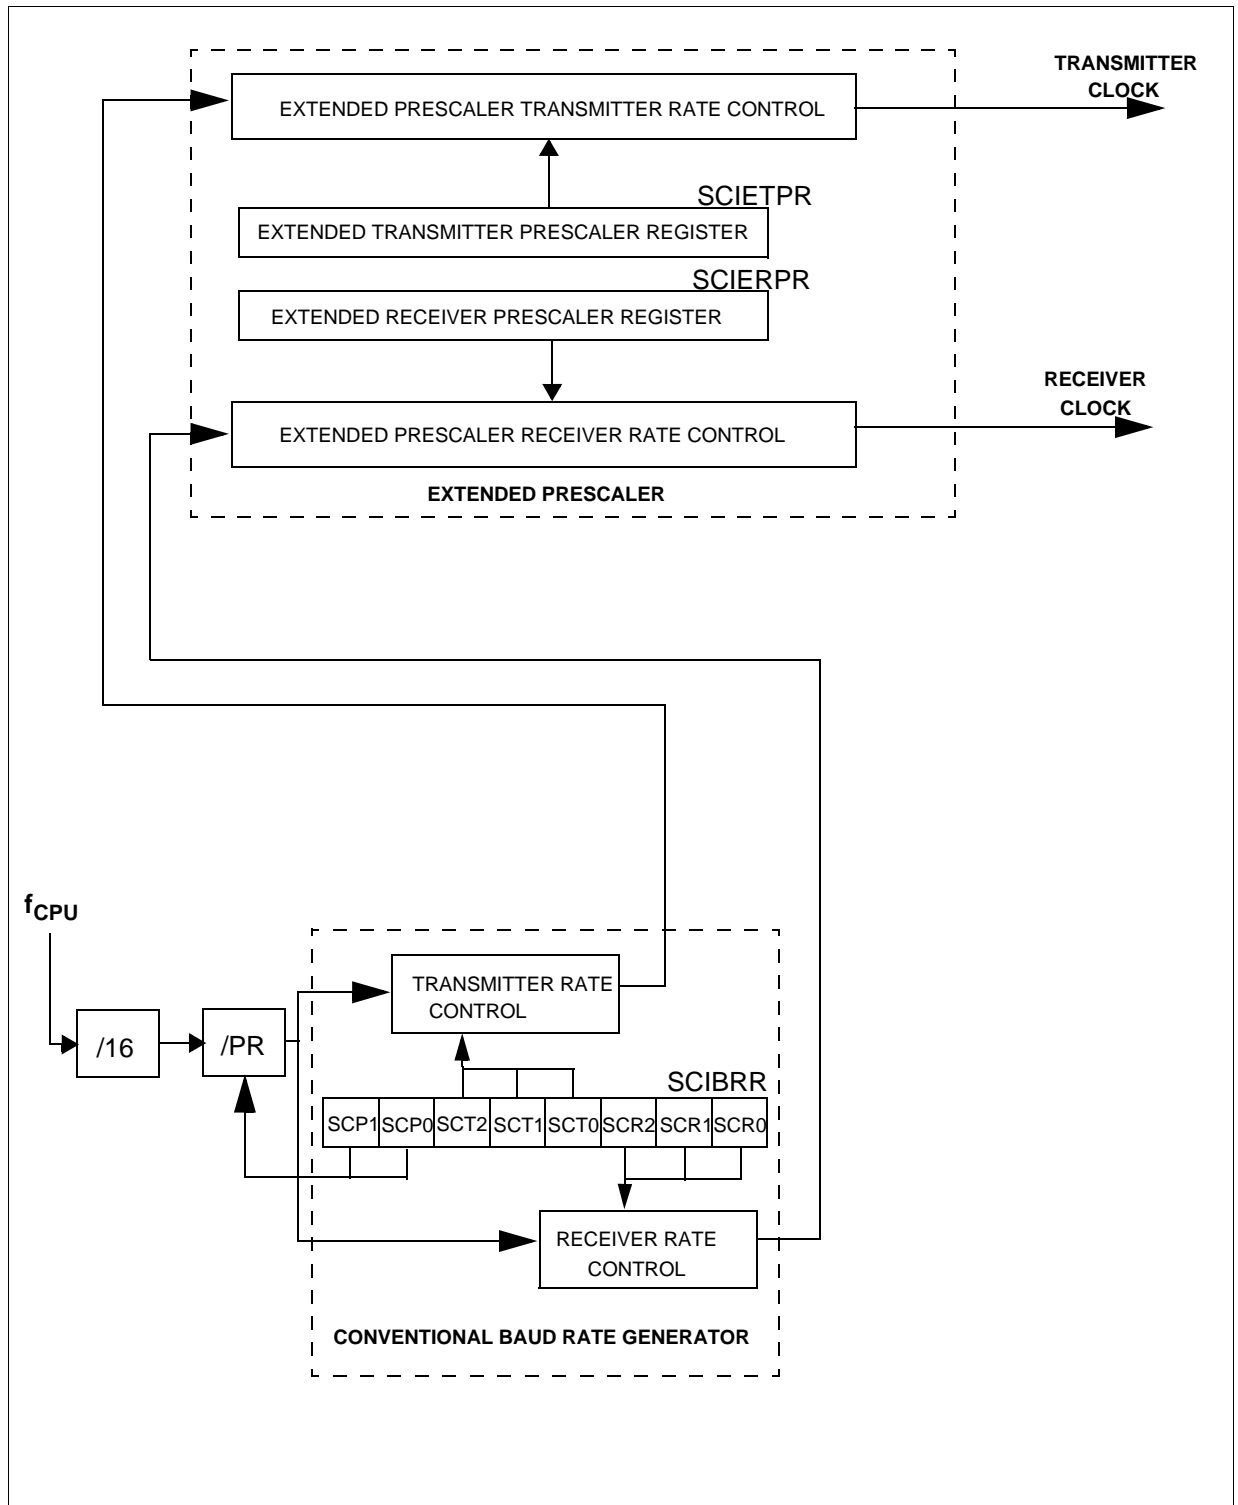 TRANSMITTER
CLOCK
EXTENDED PRESCALER TRANSMITTER RATE CONTROL
SCIETPR
EXTENDED TRANSMITTER PRESCALER REGISTER
SCIERPR
EXTENDED RECEIVER PRESCALER REGISTER
RECEIVER
CLOCK
EXTENDED PRESCALER RECEIVER RATE CONTROL
EXTENDED PRESCALER
fCPU
TRANSMITTER RATE
CONTROL
/16
/PR
SCIBRR
SCP1 SCP0 SCT2 SCT1 SCT0 SCR2 SCR1 SCR0
RECEIVER RATE
CONTROL
CONVENTIONAL BAUD RATE GENERATOR